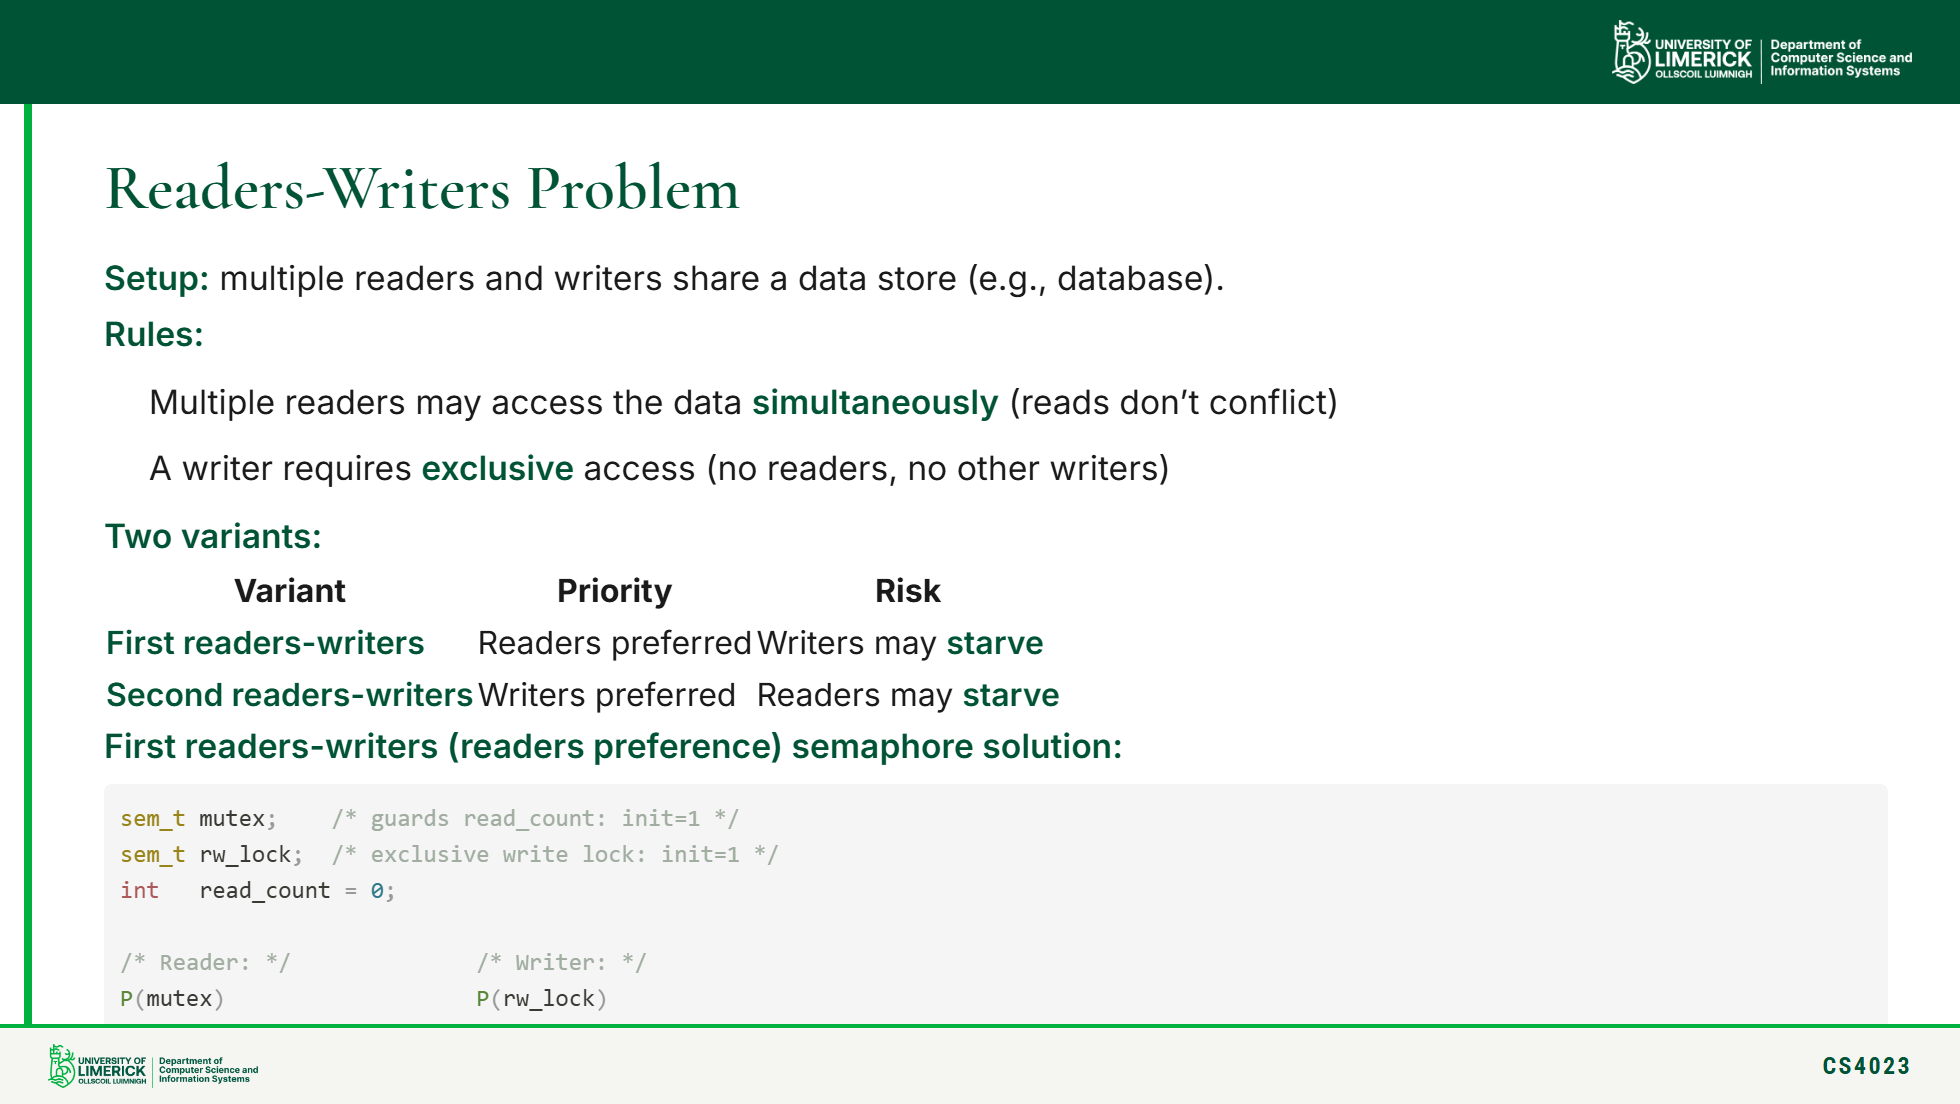 UNIVERSITY OF
LIMERICK
OLLSCOIL LUIMNIGH
Department of
Computer Science and
Information Systems
Readers-Writers Problem
Setup: multiple readers and writers share a data store (e.g., database).
Rules:
Multiple readers may access the data simultaneously (reads don’t conflict)
A writer requires exclusive access (no readers, no other writers)
Two variants:
Variant Priority Risk
First readers-writers Readers preferred Writers may starve
Second readers-writers Writers preferred Readers may starve
First readers-writers (readers preference) semaphore solution:
sem_t mutex;    /* guards read_count: init=1 */
sem_t rw_lock;  /* exclusive write lock: init=1 */
int   read_count = 0;
/* Reader: */              /* Writer: */
P(mutex)                   P(rw_lock)
UNIVERSITY OF
LIMERICK
OLLSCOIL LUIMNIGH
Department of
Computer Science and
Information Systems
CS4023